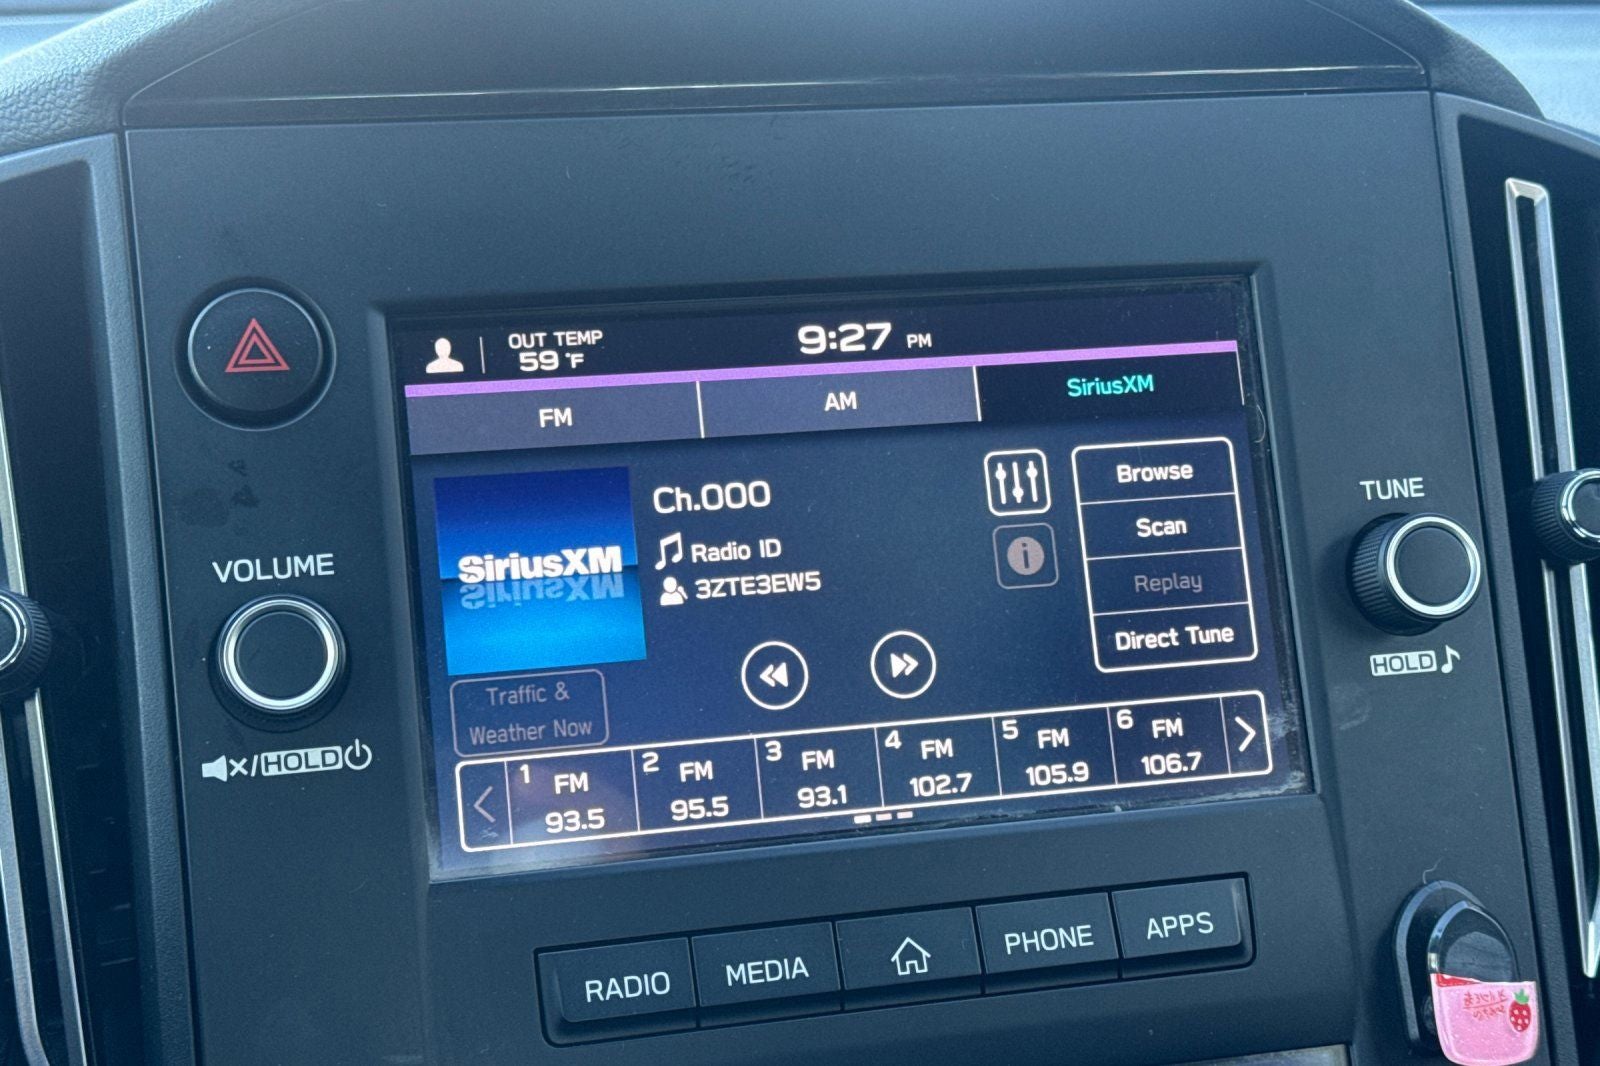 OUT TEMP
59 °F
9:27 PM
FM
AM
SiriusXM
SiriusXM
Ch.000
Radio ID
3ZTE3EW5
Browse
Scan
Replay
Direct Tune
Traffic &
Weather Now
1 FM
93.5
2 FM
95.5
3 FM
93.1
4 FM
102.7
5 FM
105.9
6 FM
106.7
VOLUME
×/HOLD
TUNE
HOLD
RADIO
MEDIA
PHONE
APPS